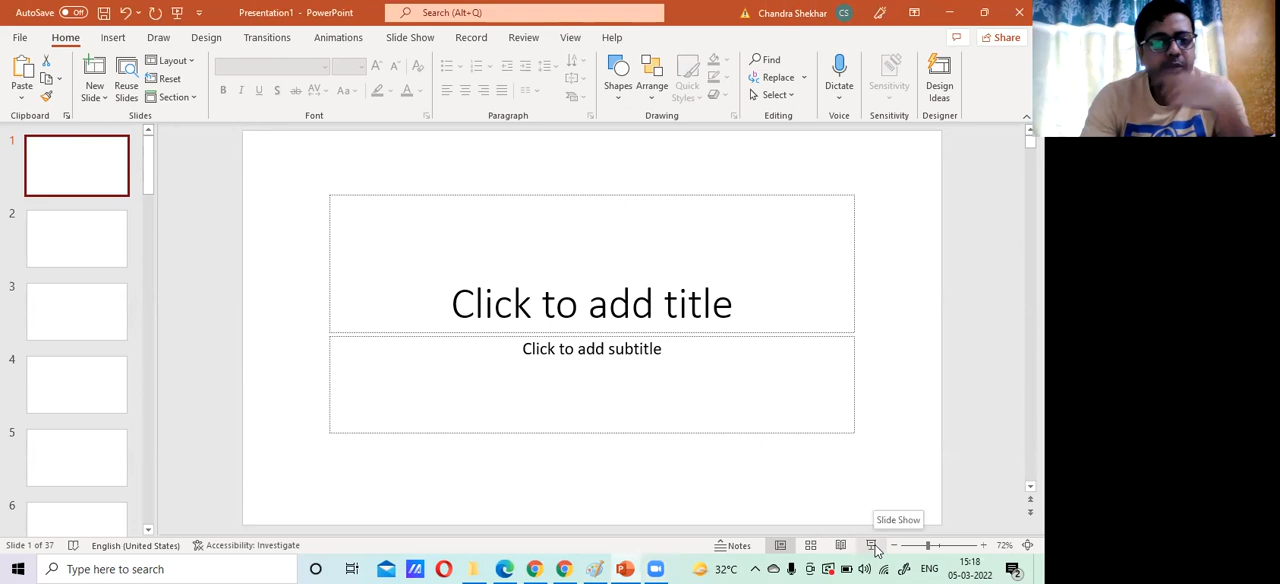 AutoSave Off Presentation1 - PowerPoint Search (Alt+Q) Chandra Shekhar CS
File Home Insert Draw Design Transitions Animations Slide Show Record Review View Help Share
Paste New Slide Reuse Slides Layout Reset Section B I U S ab AV Aa A Shapes Arrange Quick Styles Find Replace Select Dictate Sensitivity Design Ideas
Clipboard Slides Font Paragraph Drawing Editing Voice Sensitivity Designer
1
2
3
4
5
6
Click to add title
Click to add subtitle
Slide Show
Slide 1 of 37 English (United States) Accessibility: Investigate Notes 72%
Type here to search 32°C ENG 15:18 05-03-2022 2